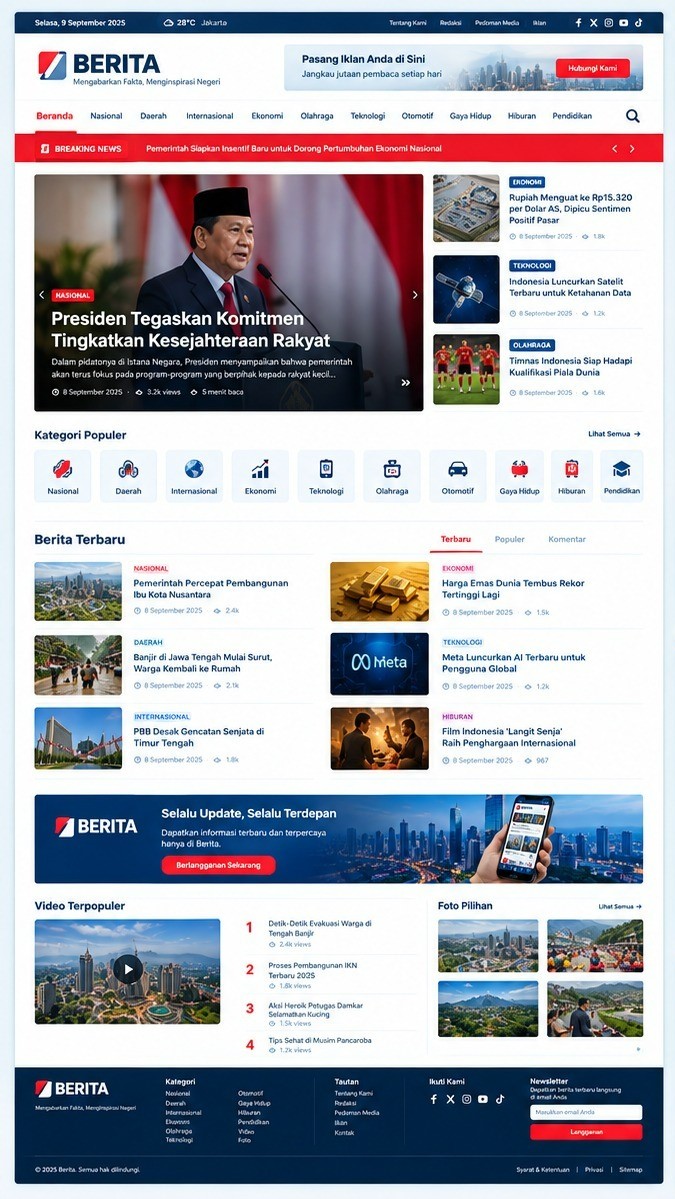 Selasa, 9 September 2025
28°C Jakarta
Tentang Kami
Redaksi
Pedoman Media
Iklan
BERITA
Mengabarkan Fakta, Menginspirasi Negeri
Pasang Iklan Anda di Sini
Jangkau jutaan pembaca setiap hari
Hubungi Kami
Beranda
Nasional
Daerah
Internasional
Ekonomi
Olahraga
Teknologi
Otomotif
Gaya Hidup
Hiburan
Pendidikan
BREAKING NEWS
Pemerintah Siapkan Insentif Baru untuk Dorong Pertumbuhan Ekonomi Nasional
NASIONAL
Presiden Tegaskan Komitmen
Tingkatkan Kesejahteraan Rakyat
Dalam pidatonya di Istana Negara, Presiden menyampaikan bahwa pemerintah
akan terus fokus pada program-program yang berpihak kepada rakyat kecil...
8 September 2025 · 3.2k views 5 menit baca
EKONOMI
Rupiah Menguat ke Rp15.320
per Dolar AS, Dipicu Sentimen
Positif Pasar
8 September 2025 · 1.8k
TEKNOLOGI
Indonesia Luncurkan Satelit
Terbaru untuk Ketahanan Data
8 September 2025 · 1.2k
OLAHRAGA
Timnas Indonesia Siap Hadapi
Kualifikasi Piala Dunia
8 September 2025 · 1.6k
Kategori Populer
Lihat Semua →
Nasional
Daerah
Internasional
Ekonomi
Teknologi
Olahraga
Otomotif
Gaya Hidup
Hiburan
Pendidikan
Berita Terbaru
Terbaru
Populer
Komentar
NASIONAL
Pemerintah Percepat Pembangunan
Ibu Kota Nusantara
8 September 2025 · 2.4k
EKONOMI
Harga Emas Dunia Tembus Rekor
Tertinggi Lagi
8 September 2025 · 1.5k
DAERAH
Banjir di Jawa Tengah Mulai Surut,
Warga Kembali ke Rumah
8 September 2025 · 2.1k
Meta
TEKNOLOGI
Meta Luncurkan AI Terbaru untuk
Pengguna Global
8 September 2025 · 1.2k
INTERNASIONAL
PBB Desak Gencatan Senjata di
Timur Tengah
8 September 2025 · 1.8k
HIBURAN
Film Indonesia 'Langit Senja'
Raih Penghargaan Internasional
8 September 2025 · 967
BERITA
Selalu Update, Selalu Terdepan
Dapatkan informasi terbaru dan terpercaya
hanya di Berita.
Berlangganan Sekarang
Video Terpopuler
1
Detik-Detik Evakuasi Warga di
Tengah Banjir
2.4k views
2
Proses Pembangunan IKN
Terbaru 2025
1.8k views
3
Aksi Heroik Petugas Damkar
Selamatkan Kucing
1.5k views
4
Tips Sehat di Musim Pancaroba
1.2k views
Foto Pilihan
Lihat Semua →
BERITA
Mengabarkan Fakta, Menginspirasi Negeri
Kategori
Nasional
Daerah
Internasional
Olahraga
Teknologi
Otomotif
Gaya Hidup
Pendidikan
Video
Foto
Tautan
Tentang Kami
Redaksi
Pedoman Media
Iklan
Kontak
Ikuti Kami
Newsletter
Dapatkan berita terbaru langsung
di email Anda
Masukkan email Anda
Langganan
© 2025 Berita. Semua hak dilindungi.
Syarat & Ketentuan | Privasi | Sitemap